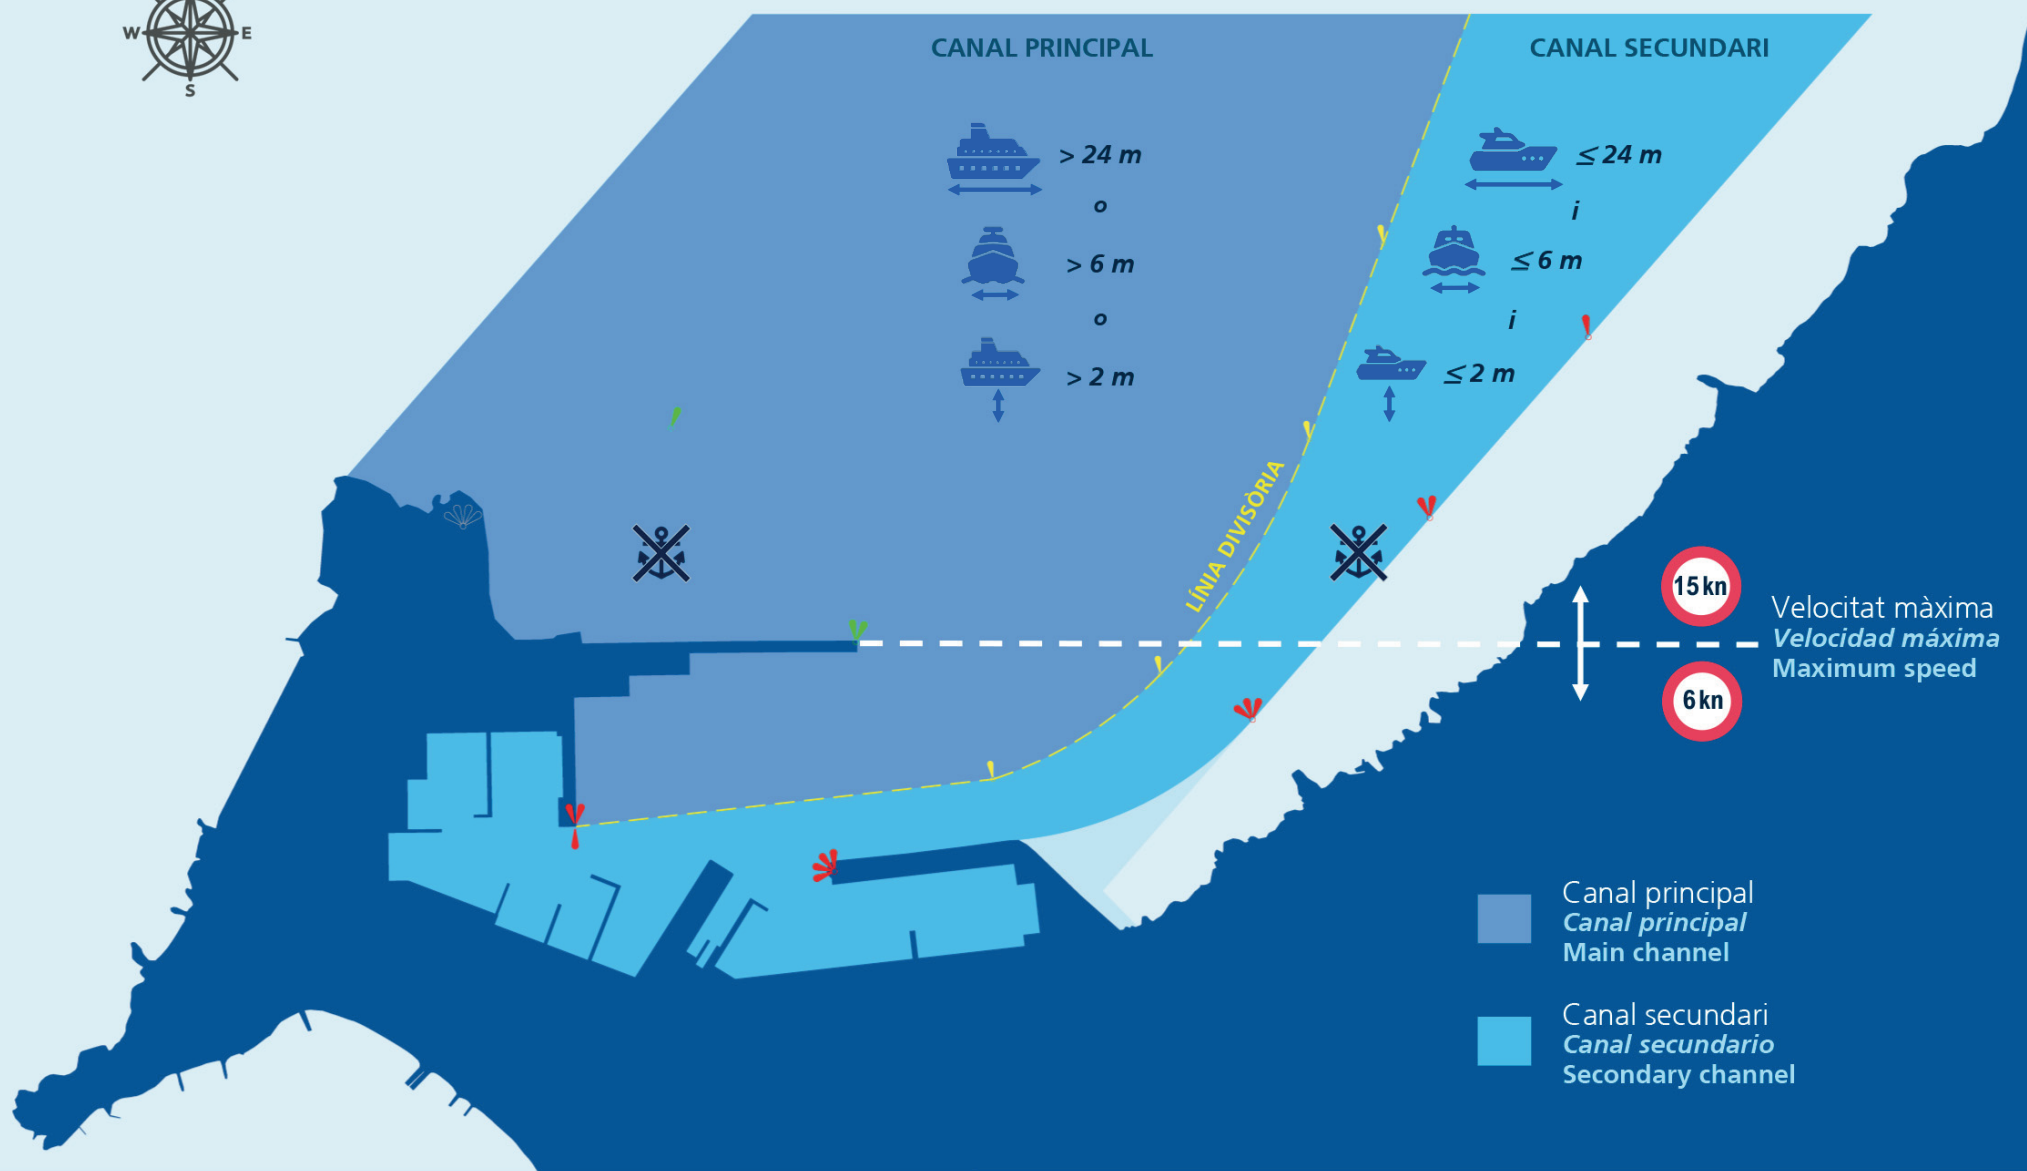 W E
S
CANAL PRINCIPAL
CANAL SECUNDARI
> 24 m
o
> 6 m
o
> 2 m
≤ 24 m
i
≤ 6 m
i
≤ 2 m
LÍNIA DIVISÒRIA
15 kn
6 kn
Velocitat màxima
Velocidad máxima
Maximum speed
Canal principal
Canal principal
Main channel
Canal secundari
Canal secundario
Secondary channel